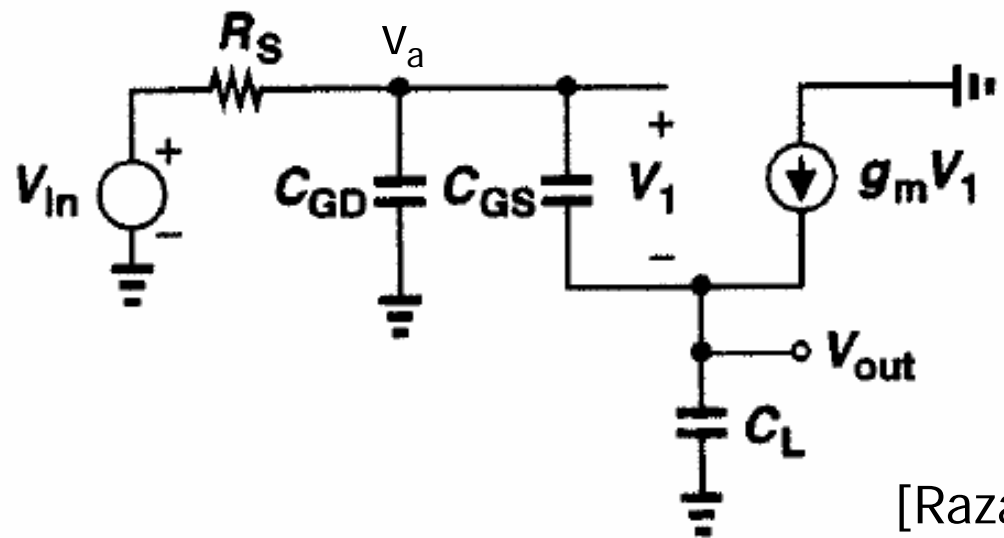 R_S
V_a
V_in
+
−
C_GD
C_GS
+
V_1
−
g_mV_1
V_out
C_L
[Raza